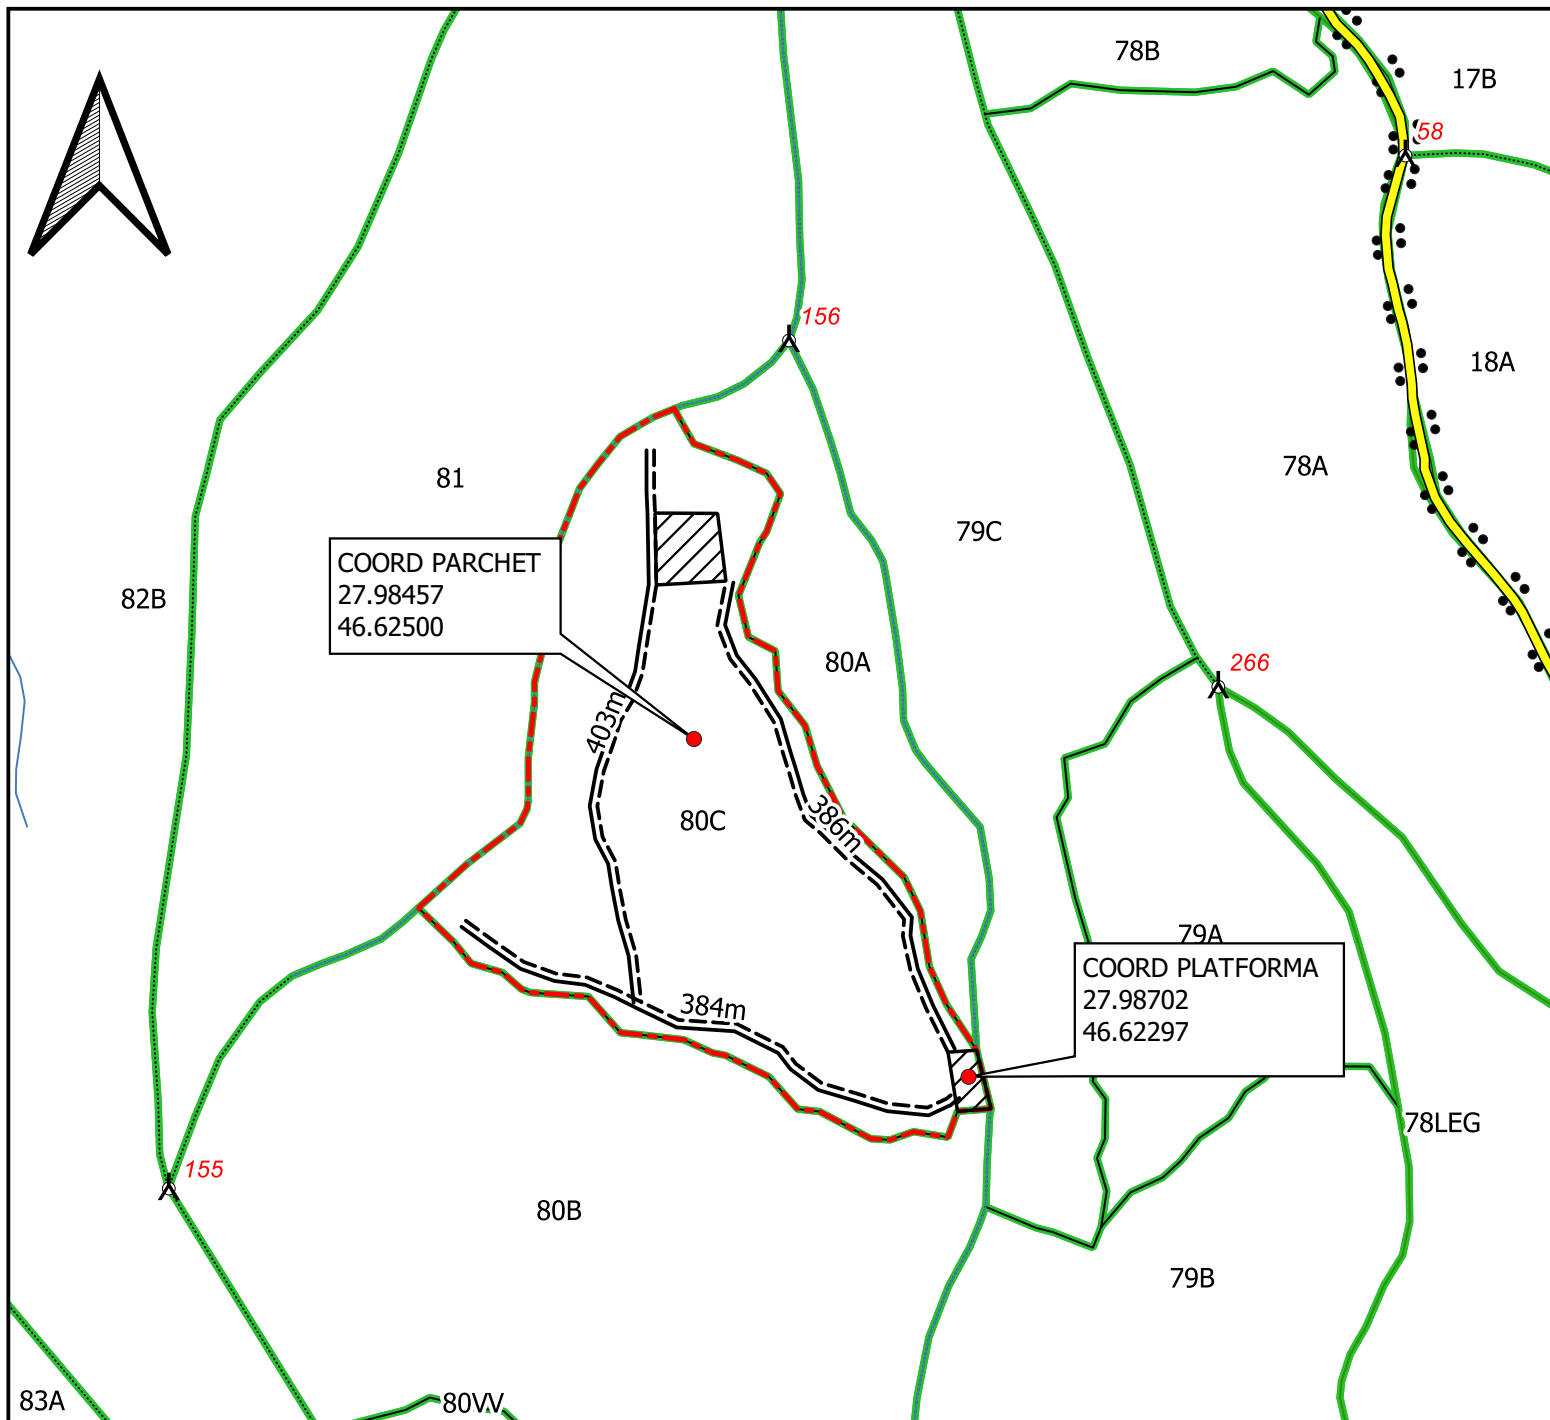 78B
17B
58
156
18A
81
78A
79C
COORD PARCHET
27.98457
46.62500
82B
80A
266
403m
80C
386m
79A
COORD PLATFORMA
27.98702
46.62297
384m
78LEG
155
80B
79B
83A
80VV